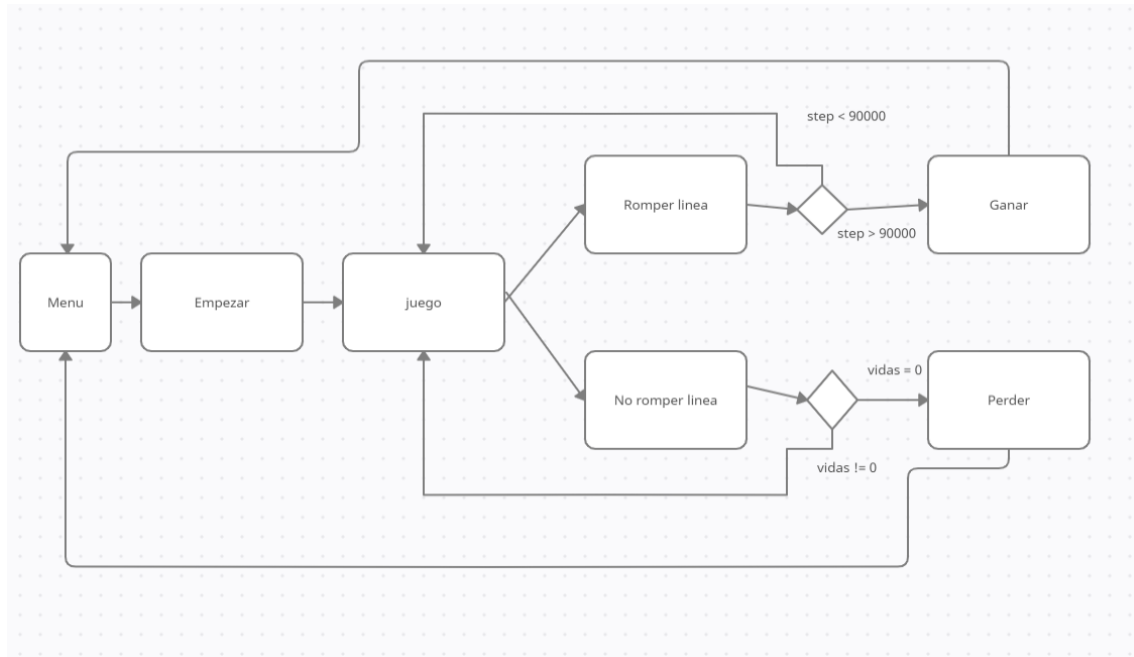 step < 90000
Romper linea
Ganar
step > 90000
Menu
Empezar
juego
vidas = 0
No romper linea
Perder
vidas != 0